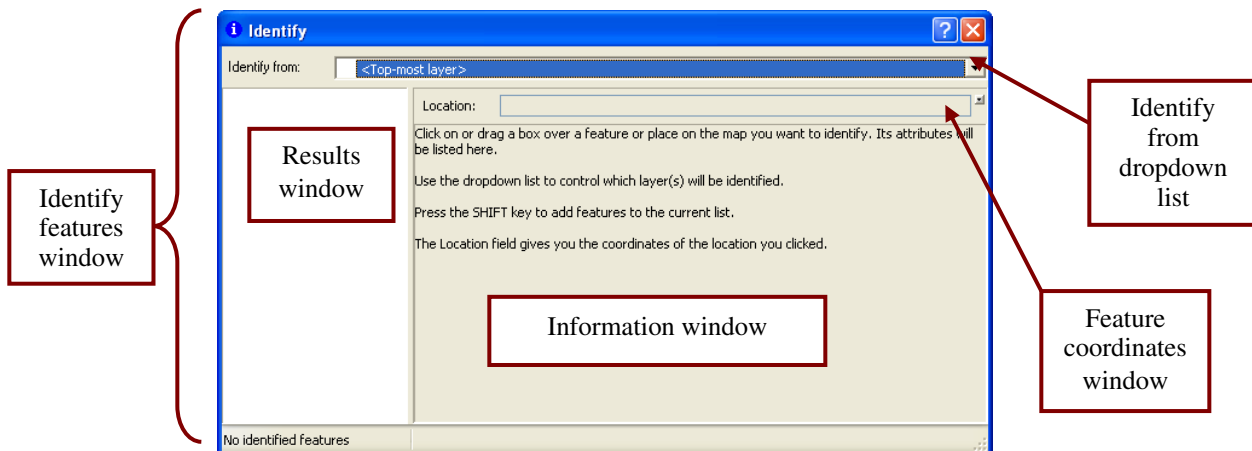 Identify
Identify from:
<Top-most layer>
Location:
Click on or drag a box over a feature or place on the map you want to identify. Its attributes will
be listed here.
Use the dropdown list to control which layer(s) will be identified.
Press the SHIFT key to add features to the current list.
The Location field gives you the coordinates of the location you clicked.
No identified features
Identify
features
window
Results
window
Information window
Identify
from
dropdown
list
Feature
coordinates
window